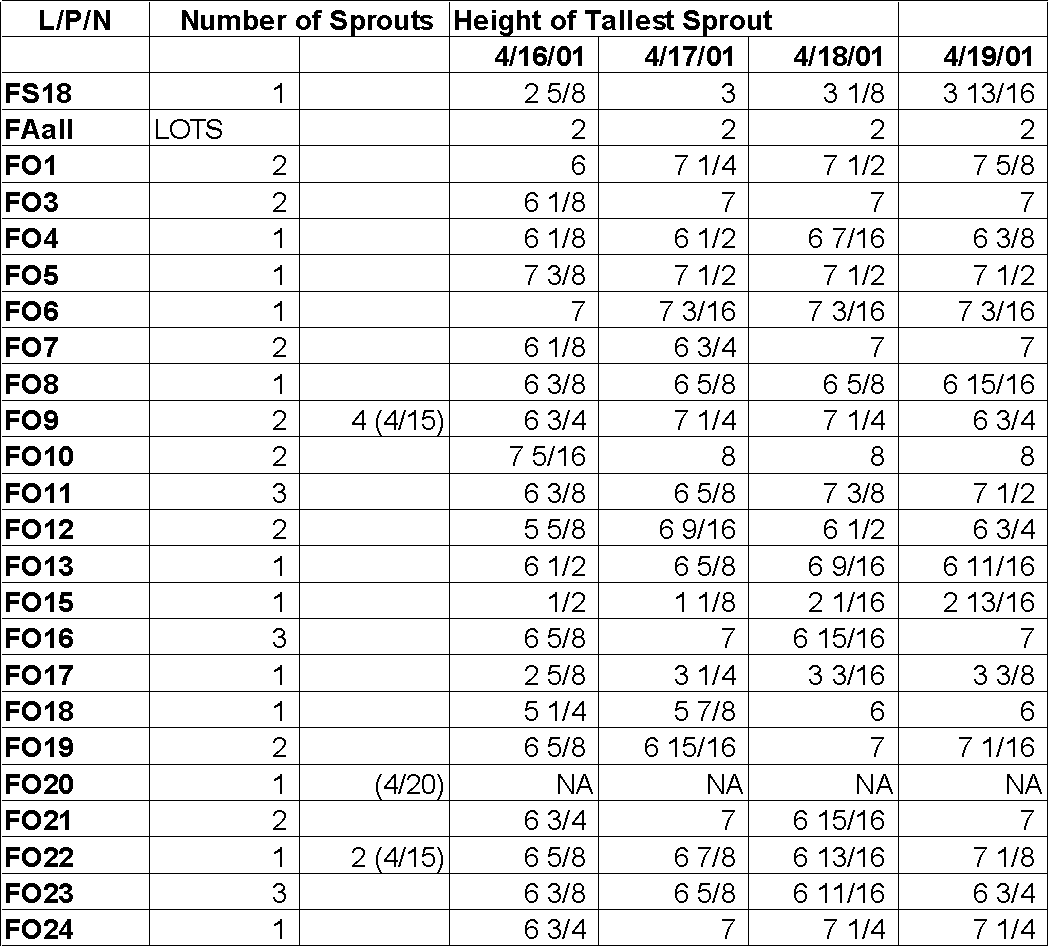 L/P/N Number of Sprouts Height of Tallest Sprout
4/16/01 4/17/01 4/18/01 4/19/01
FS18 1 2 5/8 3 3 1/8 3 13/16
FAall LOTS 2 2 2 2
FO1 2 6 7 1/4 7 1/2 7 5/8
FO3 2 6 1/8 7 7 7
FO4 1 6 1/8 6 1/2 6 7/16 6 3/8
FO5 1 7 3/8 7 1/2 7 1/2 7 1/2
FO6 1 7 7 3/16 7 3/16 7 3/16
FO7 2 6 1/8 6 3/4 7 7
FO8 1 6 3/8 6 5/8 6 5/8 6 15/16
FO9 2 4 (4/15) 6 3/4 7 1/4 7 1/4 6 3/4
FO10 2 7 5/16 8 8 8
FO11 3 6 3/8 6 5/8 7 3/8 7 1/2
FO12 2 5 5/8 6 9/16 6 1/2 6 3/4
FO13 1 6 1/2 6 5/8 6 9/16 6 11/16
FO15 1 1/2 1 1/8 2 1/16 2 13/16
FO16 3 6 5/8 7 6 15/16 7
FO17 1 2 5/8 3 1/4 3 3/16 3 3/8
FO18 1 5 1/4 5 7/8 6 6
FO19 2 6 5/8 6 15/16 7 7 1/16
FO20 1 (4/20) NA NA NA NA
FO21 2 6 3/4 7 6 15/16 7
FO22 1 2 (4/15) 6 5/8 6 7/8 6 13/16 7 1/8
FO23 3 6 3/8 6 5/8 6 11/16 6 3/4
FO24 1 6 3/4 7 7 1/4 7 1/4